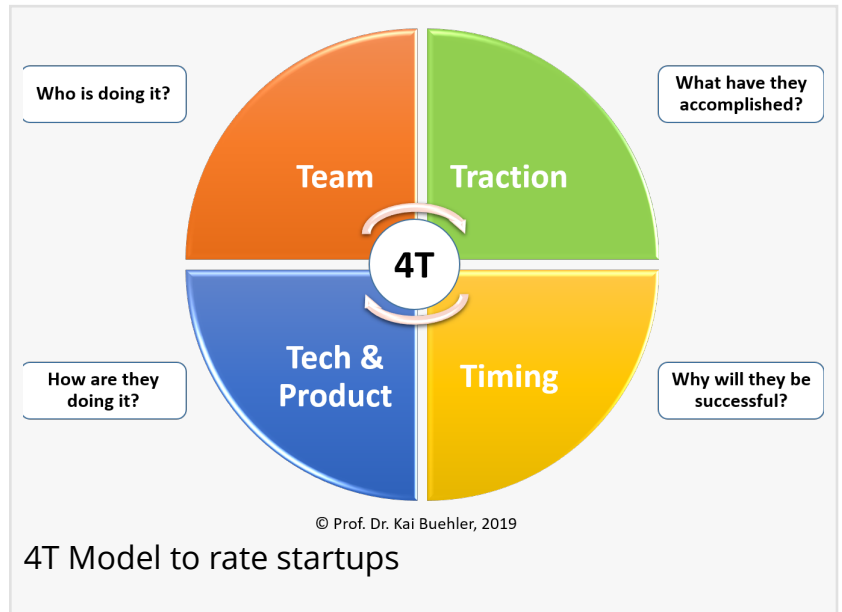 Who is doing it?
What have they
accomplished?
Team
Traction
4T
Tech &
Product
Timing
How are they
doing it?
Why will they be
successful?
© Prof. Dr. Kai Buehler, 2019
4T Model to rate startups